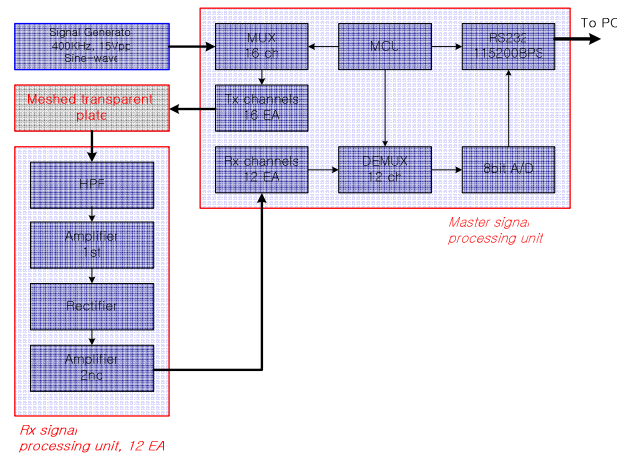 Signal Generato
400KHz, 15Vpp
Sine-wave
MUX
16 ch
MCU
RS232
115200BPS
To PC
Meshed transparent
plate
Tx channels
16 EA
Rx channels
12 EA
DEMUX
12 ch
8bit A/D
HPF
Master signal
processing unit
Amplifier
1st
Rectifier
Amplifier
2nd
Rx signal
processing unit, 12 EA